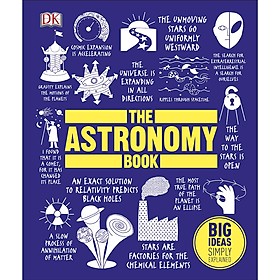 DK
COSMIC EXPANSION
IS ACCELERATING
THE UNMOVING
STARS GO
UNIFORMLY
WESTWARD
THE SEARCH FOR
EXTRATERRESTRIAL
INTELLIGENCE IS
A SEARCH FOR
OURSELVES
GRAVITY EXPLAINS
THE MOTIONS OF
THE PLANETS
THE
UNIVERSE IS
EXPANDING
IN ALL
DIRECTIONS
RIPPLES THROUGH SPACETIME
THE
ASTRONOMY
BOOK
I FOUND
THAT IT IS A
COMET, FOR
IT HAS
CHANGED ITS
PLACE
THE WAY
TO THE
STARS IS
OPEN
AN EXACT SOLUTION
TO RELATIVITY PREDICTS
BLACK HOLES
THE MOST
TRUE PATH OF
THE PLANET
IS AN ELLIPSE
A SLOW
PROCESS OF
ANNIHILATION
OF MATTER
STARS ARE
FACTORIES FOR THE
CHEMICAL ELEMENTS
BIG
IDEAS
SIMPLY
EXPLAINED